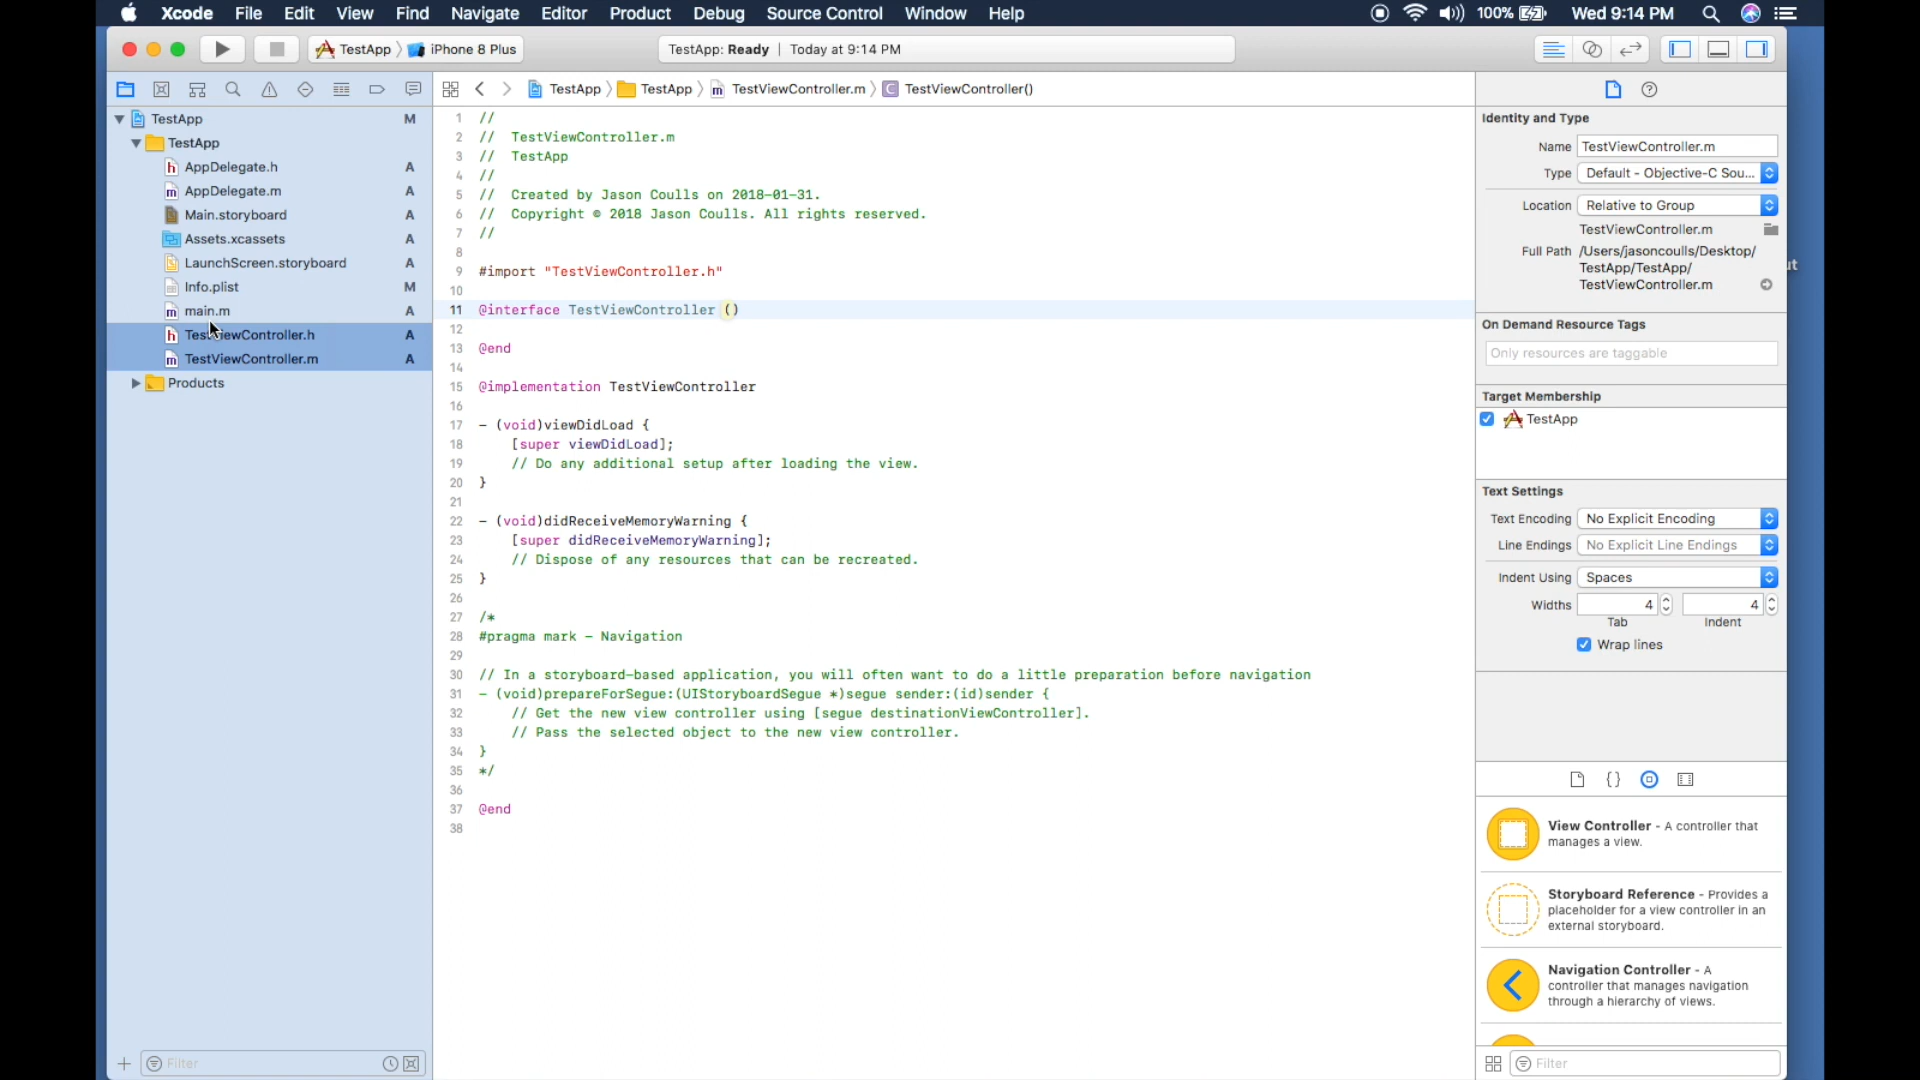 Xcode File Edit View Find Navigate Editor Product Debug Source Control Window Help 100% Wed 9:14 PM
TestApp iPhone 8 Plus TestApp: Ready | Today at 9:14 PM
TestApp TestApp TestViewController.m TestViewController()
TestApp M
TestApp
AppDelegate.h A
AppDelegate.m A
Main.storyboard A
Assets.xcassets A
LaunchScreen.storyboard A
Info.plist M
main.m A
TestViewController.h A
TestViewController.m A
Products
Filter
1 //
2 //  TestViewController.m
3 //  TestApp
4 //
5 //  Created by Jason Coulls on 2018-01-31.
6 //  Copyright © 2018 Jason Coulls. All rights reserved.
7 //
8
9 #import "TestViewController.h"
10
11 @interface TestViewController ()
12
13 @end
14
15 @implementation TestViewController
16
17 - (void)viewDidLoad {
18     [super viewDidLoad];
19     // Do any additional setup after loading the view.
20 }
21
22 - (void)didReceiveMemoryWarning {
23     [super didReceiveMemoryWarning];
24     // Dispose of any resources that can be recreated.
25 }
26
27 /*
28 #pragma mark - Navigation
29
30 // In a storyboard-based application, you will often want to do a little preparation before navigation
31 - (void)prepareForSegue:(UIStoryboardSegue *)segue sender:(id)sender {
32     // Get the new view controller using [segue destinationViewController].
33     // Pass the selected object to the new view controller.
34 }
35 */
36
37 @end
38
Identity and Type
Name TestViewController.m
Type Default - Objective-C Sou...
Location Relative to Group
TestViewController.m
Full Path /Users/jasoncoulls/Desktop/
TestApp/TestApp/
TestViewController.m
On Demand Resource Tags
Only resources are taggable
Target Membership
TestApp
Text Settings
Text Encoding No Explicit Encoding
Line Endings No Explicit Line Endings
Indent Using Spaces
Widths 4 4
Tab Indent
Wrap lines
View Controller - A controller that
manages a view.
Storyboard Reference - Provides a
placeholder for a view controller in an
external storyboard.
Navigation Controller - A
controller that manages navigation
through a hierarchy of views.
Filter